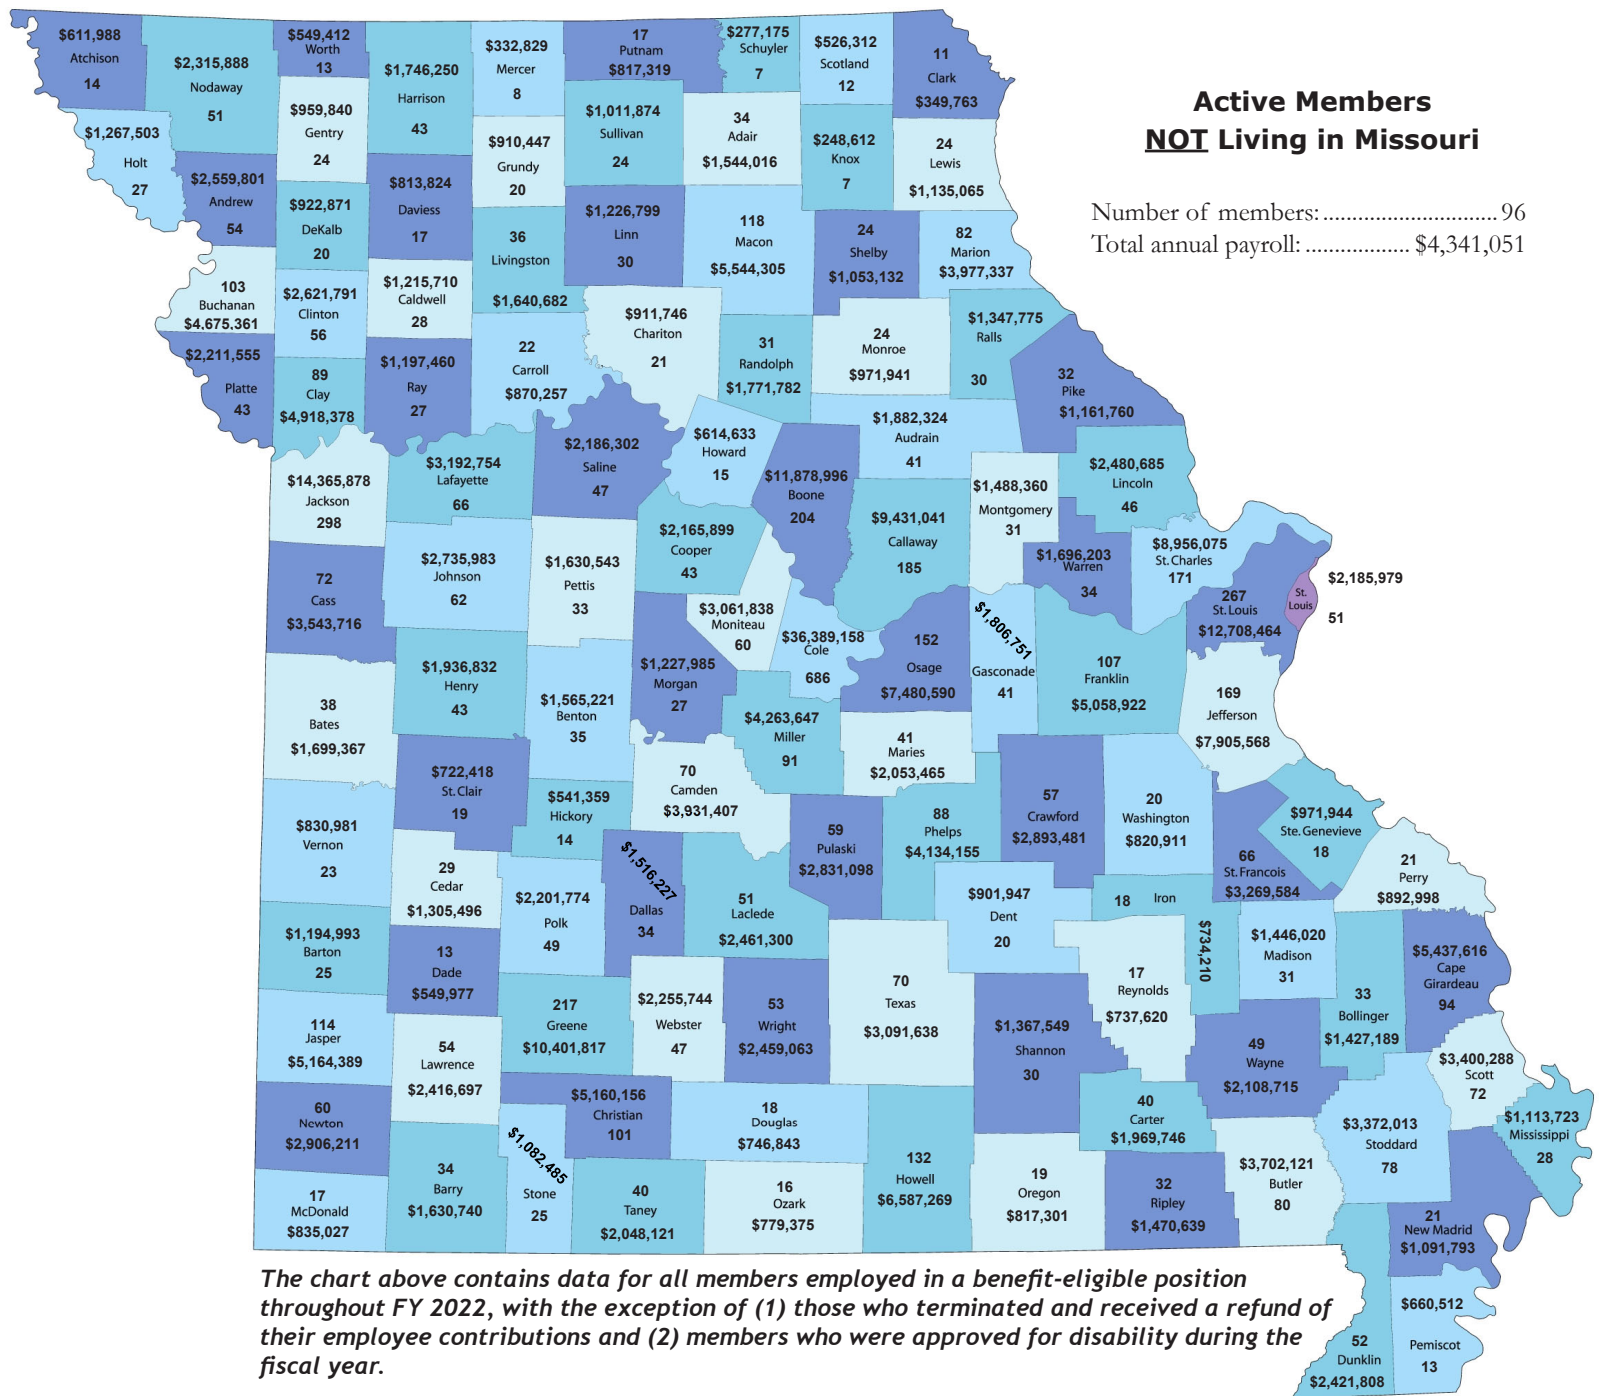 $611,988
Atchison
14
$2,315,888
Nodaway
51
$549,412
Worth
13
$1,746,250
Harrison
43
$332,829
Mercer
8
17
Putnam
$817,319
$277,175
Schuyler
7
$526,312
Scotland
12
11
Clark
$349,763
Active Members
NOT Living in Missouri
Number of members: ............................... 96
Total annual payroll: .................. $4,341,051
$1,267,503
Holt
27
$2,559,801
Andrew
54
$959,840
Gentry
24
$922,871
DeKalb
20
$813,824
Daviess
17
$910,447
Grundy
20
$1,011,874
Sullivan
24
34
Adair
$1,544,016
$248,612
Knox
7
24
Lewis
$1,135,065
36
Livingston
$1,640,682
$1,226,799
Linn
30
118
Macon
$5,544,305
24
Shelby
$1,053,132
82
Marion
$3,977,337
103
Buchanan
$4.675,361
$2,621,791
Clinton
56
$1,215,710
Caldwell
28
$2,211,555
Platte
43
89
Clay
$4,918,378
$1,197,460
Ray
27
22
Carroll
$870,257
$911,746
Chariton
21
31
Randolph
$1,771,782
24
Monroe
$971,941
$1,347,775
Ralls
30
32
Pike
$1,161,760
$14,365,878
Jackson
298
$3,192,754
Lafayette
66
$2,186,302
Saline
47
$614,633
Howard
15
$11,878,996
Boone
204
$1,882,324
Audrain
41
$1,488,360
Montgomery
31
$2,480,685
Lincoln
46
$2,165,899
Cooper
43
$9,431,041
Callaway
185
$1,696,203
Warren
34
$8,956,075
St. Charles
171
267
St. Louis
$12,708,464
St.
Louis
$2,185,979
51
72
Cass
$3,543,716
$2,735,983
Johnson
62
$1,630,543
Pettis
33
$3,061,838
Moniteau
60
$36,389,158
Cole
686
152
Osage
$7,480,590
$1,806,751
Gasconade
41
107
Franklin
$5,058,922
169
Jefferson
$7,905,568
38
Bates
$1,699,367
$1,936,832
Henry
43
$1,565,221
Benton
35
$1,227,985
Morgan
27
$4,263,647
Miller
91
41
Maries
$2,053,465
$722,418
St. Clair
19
$541,359
Hickory
14
70
Camden
$3,931,407
59
Pulaski
$2,831,098
88
Phelps
$4,134,155
57
Crawford
$2,893,481
20
Washington
$820,911
66
St. Francois
$3,269,584
$971,944
Ste. Genevieve
18
21
Perry
$892,998
$830,981
Vernon
23
29
Cedar
$1,305,496
$2,201,774
Polk
49
$1,516,227
Dallas
34
51
Laclede
$2,461,300
$901,947
Dent
20
18 Iron
$734,210
$1,446,020
Madison
31
33
Bollinger
$1,427,189
$5,437,616
Cape
Girardeau
94
$1,194,993
Barton
25
13
Dade
$549,977
217
Greene
$10,401,817
$2,255,744
Webster
47
53
Wright
$2,459,063
70
Texas
$3,091,638
$1,367,549
Shannon
30
17
Reynolds
$737,620
49
Wayne
$2,108,715
$3,400,288
Scott
72
114
Jasper
$5,164,389
54
Lawrence
$2,416,697
$5,160,156
Christian
101
18
Douglas
$746,843
40
Carter
$1,969,746
$3,372,013
Stoddard
78
$1,113,723
Mississippi
28
60
Newton
$2,906,211
34
Barry
$1,630,740
$1,082,485
Stone
25
40
Taney
$2,048,121
16
Ozark
$779,375
132
Howell
$6,587,269
19
Oregon
$817,301
32
Ripley
$1,470,639
$3,702,121
Butler
80
17
McDonald
$835,027
21
New Madrid
$1,091,793
$660,512
Pemiscot
13
52
Dunklin
$2,421,808
The chart above contains data for all members employed in a benefit-eligible position
throughout FY 2022, with the exception of (1) those who terminated and received a refund of
their employee contributions and (2) members who were approved for disability during the
fiscal year.